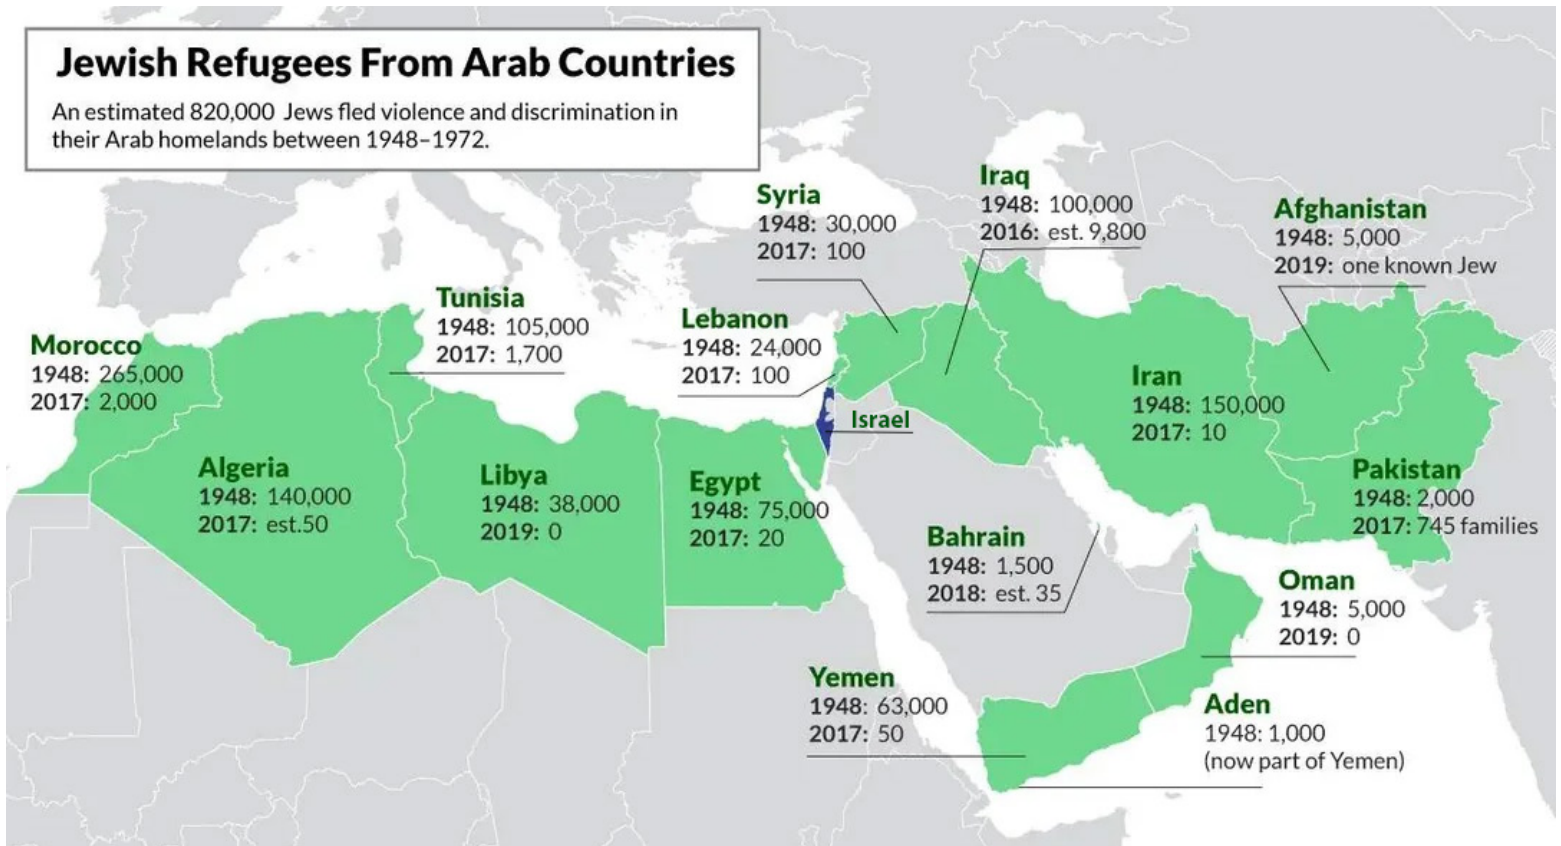 Jewish Refugees From Arab Countries
An estimated 820,000 Jews fled violence and discrimination in
their Arab homelands between 1948–1972.
Morocco
1948: 265,000
2017: 2,000
Algeria
1948: 140,000
2017: est.50
Tunisia
1948: 105,000
2017: 1,700
Libya
1948: 38,000
2019: 0
Egypt
1948: 75,000
2017: 20
Lebanon
1948: 24,000
2017: 100
Syria
1948: 30,000
2017: 100
Israel
Iraq
1948: 100,000
2016: est. 9,800
Iran
1948: 150,000
2017: 10
Afghanistan
1948: 5,000
2019: one known Jew
Pakistan
1948: 2,000
2017: 745 families
Bahrain
1948: 1,500
2018: est. 35
Oman
1948: 5,000
2019: 0
Yemen
1948: 63,000
2017: 50
Aden
1948: 1,000
(now part of Yemen)